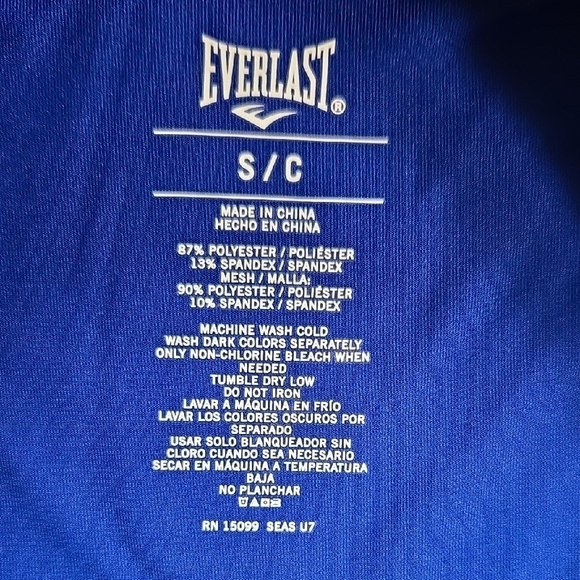 EVERLAST®
S / C
MADE IN CHINA
HECHO EN CHINA
87% POLYESTER / POLIÉSTER
13% SPANDEX / SPANDEX
MESH / MALLA:
90% POLYESTER / POLIÉSTER
10% SPANDEX / SPANDEX
MACHINE WASH COLD
WASH DARK COLORS SEPARATELY
ONLY NON-CHLORINE BLEACH WHEN
NEEDED
TUMBLE DRY LOW
DO NOT IRON
LAVAR A MÁQUINA EN FRÍO
LAVAR LOS COLORES OSCUROS POR
SEPARADO
USAR SOLO BLANQUEADOR SIN
CLORO CUANDO SEA NECESARIO
SECAR EN MÁQUINA A TEMPERATURA
BAJA
NO PLANCHAR
RN 15099 SEAS U7